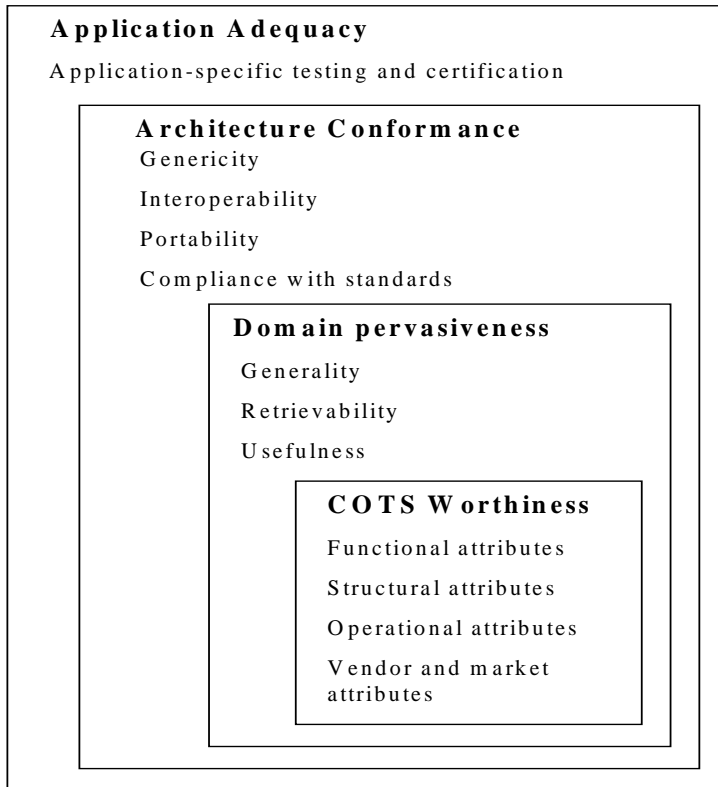 Application Adequacy
Application-specific testing and certification
Architecture Conformance
Genericity
Interoperability
Portability
Compliance with standards
Domain pervasiveness
Generality
Retrievability
Usefulness
COTS Worthiness
Functional attributes
Structural attributes
Operational attributes
Vendor and market
attributes